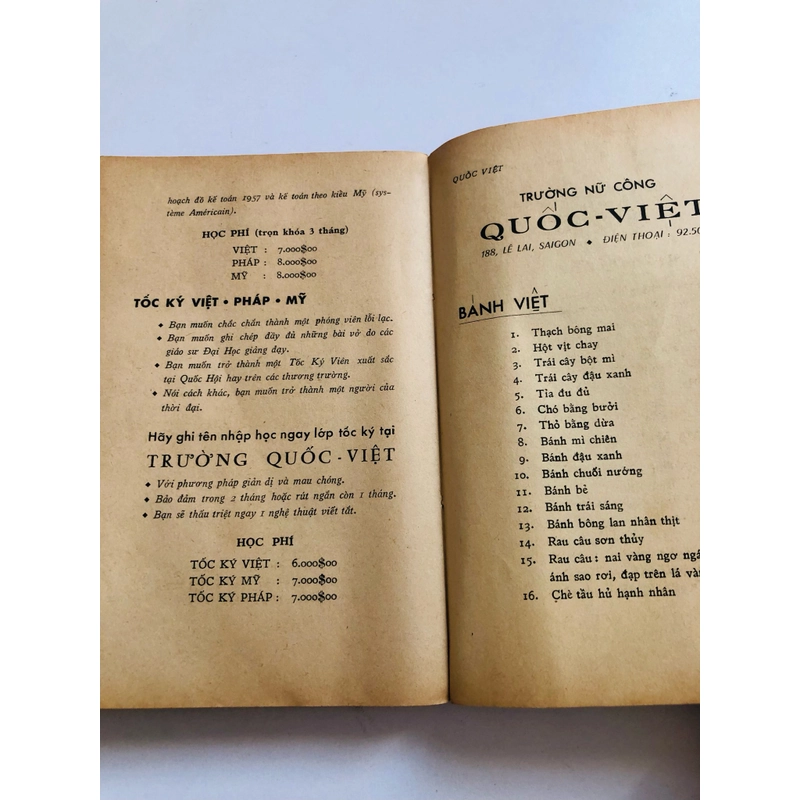 hoạch đồ kế toán 1957 và kế toán theo kiều Mỹ (sys-
tème Américain).
HỌC PHÍ (trọn khóa 3 tháng)
VIỆT : 7.000$00
PHÁP : 8.000$00
MỸ : 8.000$00
TỐC KÝ VIỆT • PHÁP • MỸ
◆ Bạn muốn chắc chắn thành một phóng viên lỗi lạc.
◆ Bạn muốn ghi chép đầy đủ những bài vở do các
giáo sư Đại Học giảng dạy.
◆ Bạn muốn trở thành một Tốc Ký Viên xuất sắc
tại Quốc Hội hay trên các thương trường.
◆ Nói cách khác, bạn muốn trở thành một người của
thời đại.
Hãy ghi tên nhập học ngay lớp tốc ký tại
TRƯỜNG QUỐC-VIỆT
◆ Với phương pháp giản dị và mau chóng.
◆ Bảo đảm trong 2 tháng hoặc rút ngắn còn 1 tháng.
◆ Bạn sẽ thấu triệt ngay 1 nghệ thuật viết tắt.
HỌC PHÍ
TỐC KÝ VIỆT : 6.000$00
TỐC KÝ MỸ : 7.000$00
TỐC KÝ PHÁP : 7.000$00
QUỐC VIỆT
TRƯỜNG NỮ CÔNG
QUỐC-VIỆT
188, LÊ LAI, SAIGON ◆ ĐIỆN THOẠI : 92.50
BÁNH VIỆT
1. Thạch bông mai
2. Hột vịt chay
3. Trái cây bột mì
4. Trái cây đậu xanh
5. Tỉa đu đủ
6. Chó bằng bưởi
7. Thỏ bằng dừa
8. Bánh mì chiên
9. Bánh đậu xanh
10. Bánh chuối nướng
11. Bánh bẻ
12. Bánh trái sáng
13. Bánh bông lan nhân thịt
14. Rau câu sơn thủy
15. Rau câu : nai vàng ngơ ngá
ánh sao rơi, đạp trên lá và
16. Chè tầu hủ hạnh nhân